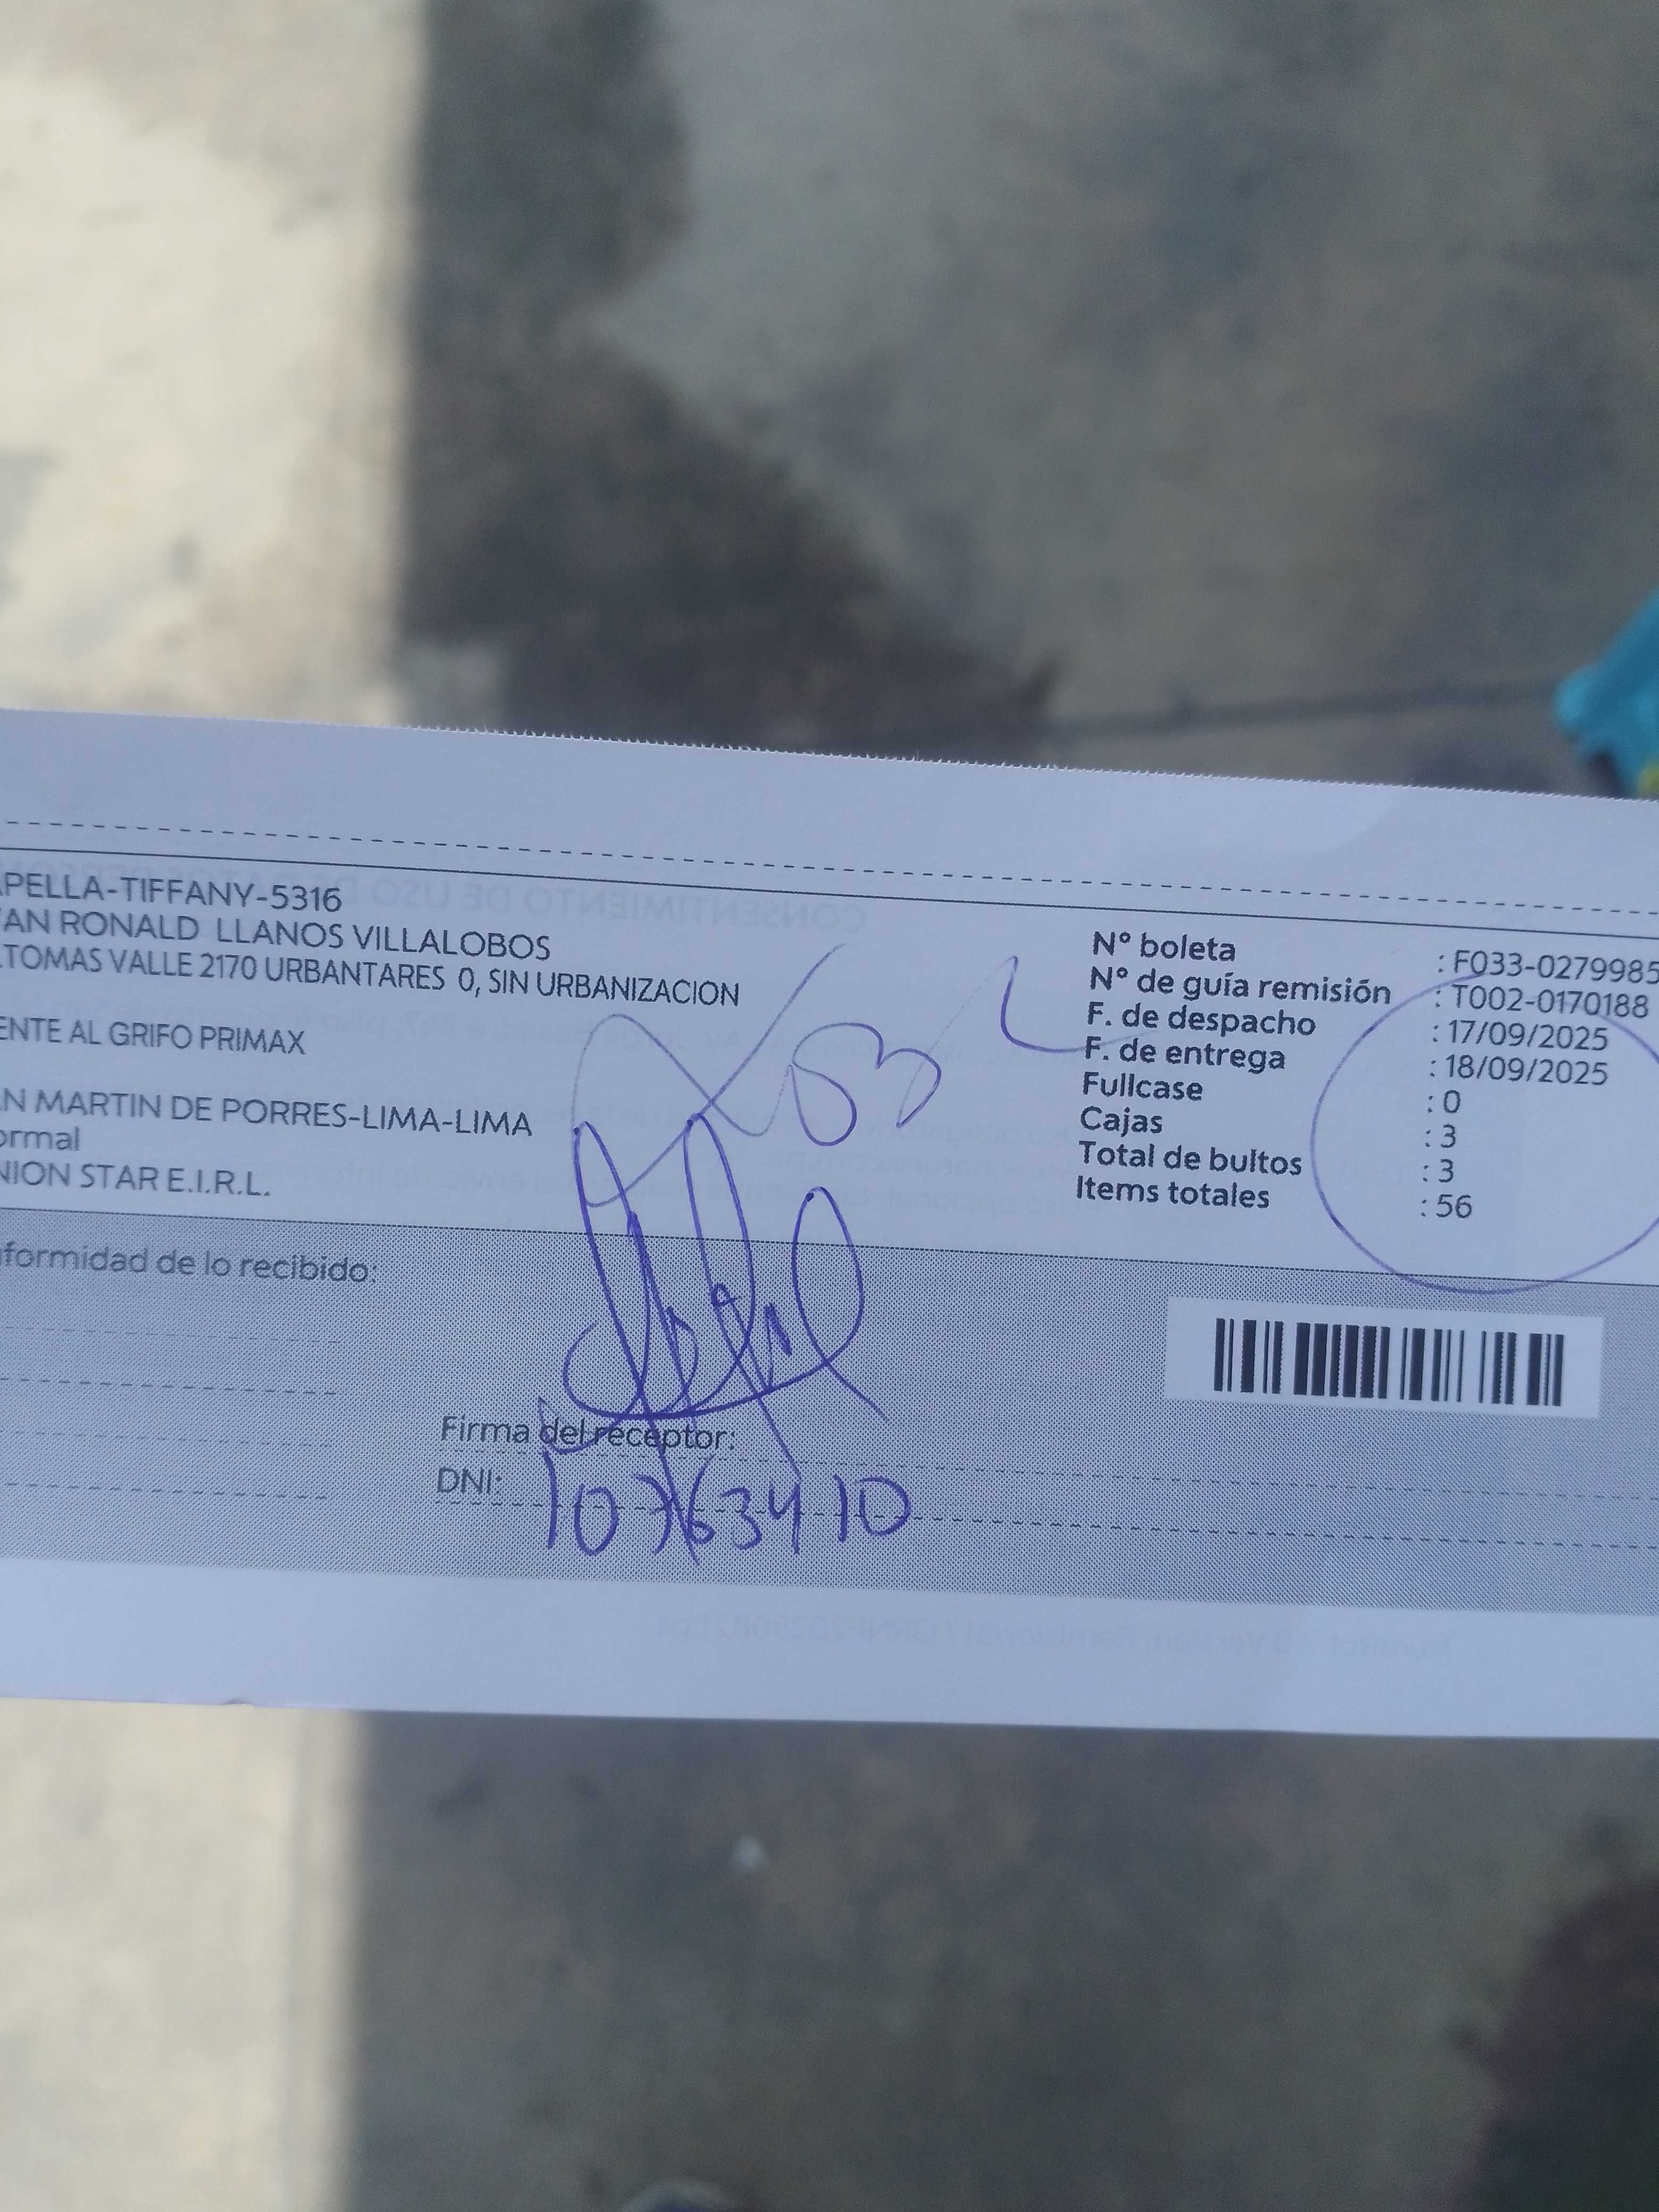 APELLA-TIFFANY-5316
VAN RONALD LLANOS VILLALOBOS
.TOMAS VALLE 2170 URBANTARES 0, SIN URBANIZACION
ENTE AL GRIFO PRIMAX
AN MARTIN DE PORRES-LIMA-LIMA
ormal
NION STAR E.I.R.L.
N° boleta : F033-0279985
N° de guía remisión : T002-0170188
F. de despacho : 17/09/2025
F. de entrega : 18/09/2025
Fullcase : 0
Cajas : 3
Total de bultos : 3
Items totales : 56
formidad de lo recibido:
Firma del receptor:
DNI: 10763410